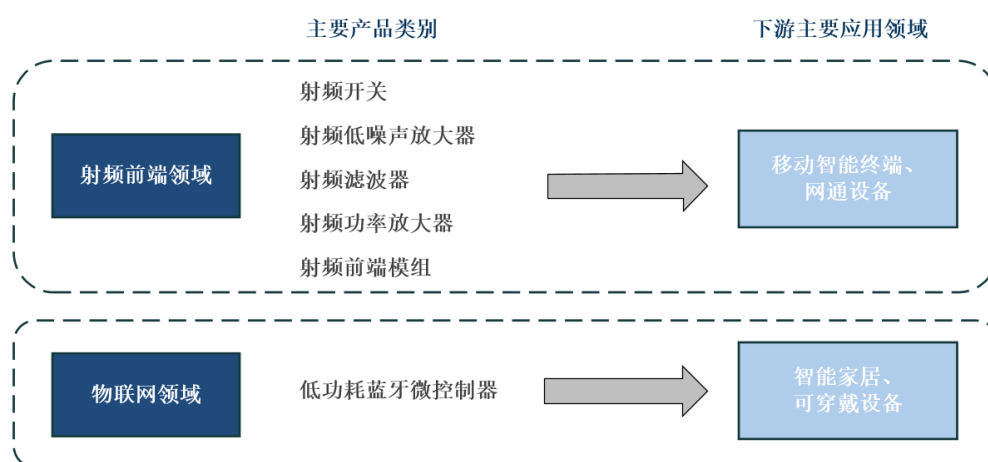 主要产品类别
下游主要应用领域
射频前端领域
射频开关
射频低噪声放大器
射频滤波器
射频功率放大器
射频前端模组
移动智能终端、
网通设备
物联网领域
低功耗蓝牙微控制器
智能家居、
可穿戴设备